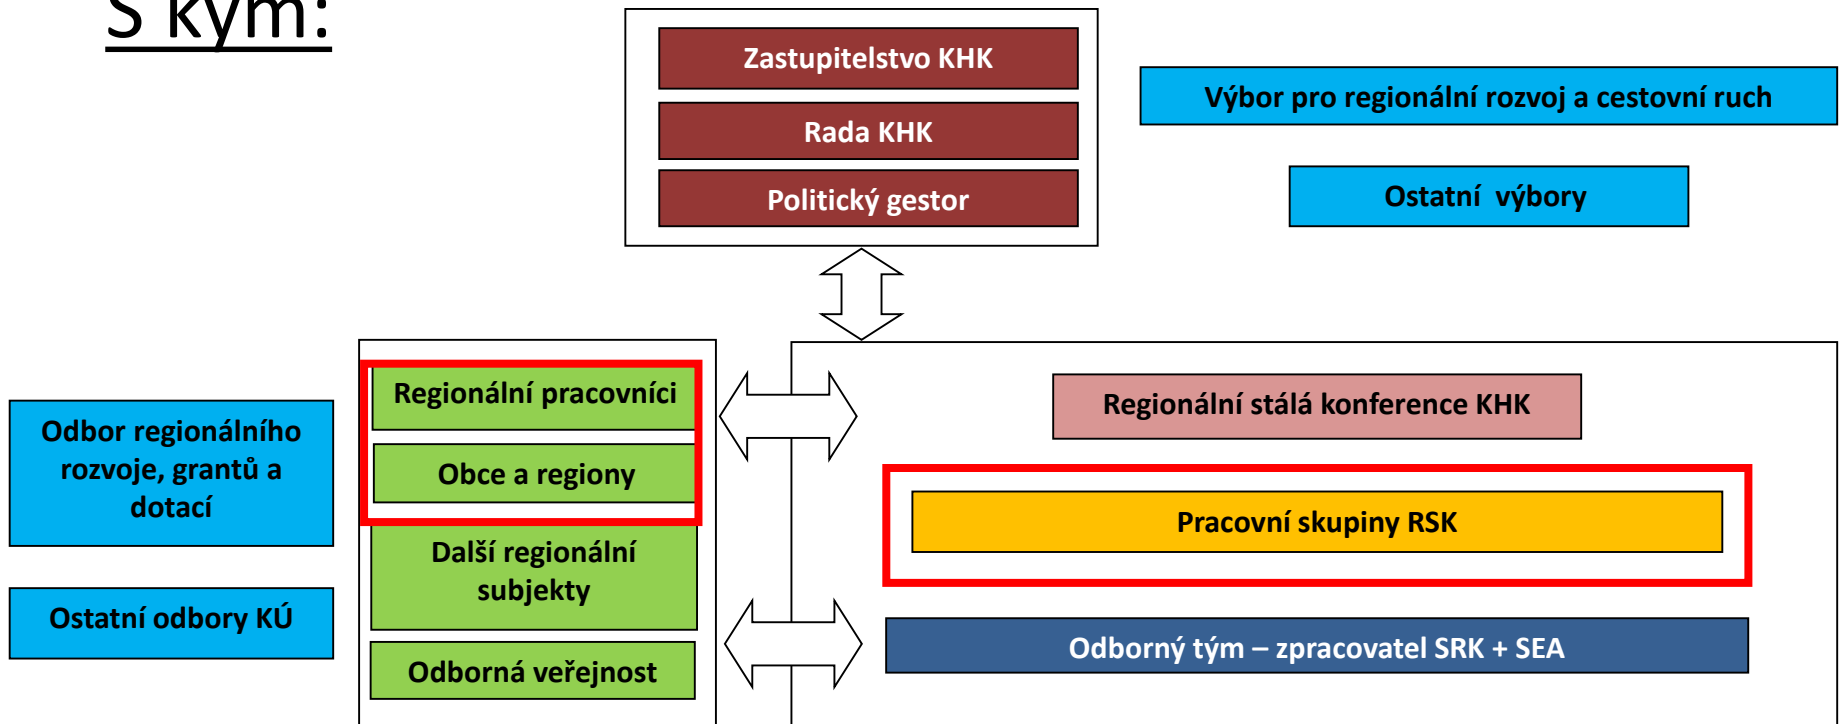 S kým:
Zastupitelstvo KHK
Rada KHK
Politický gestor
Výbor pro regionální rozvoj a cestovní ruch
Ostatní výbory
Odbor regionálního
rozvoje, grantů a
dotací
Ostatní odbory KÚ
Regionální pracovníci
Obce a regiony
Další regionální
subjekty
Odborná veřejnost
Regionální stálá konference KHK
Pracovní skupiny RSK
Odborný tým – zpracovatel SRK + SEA